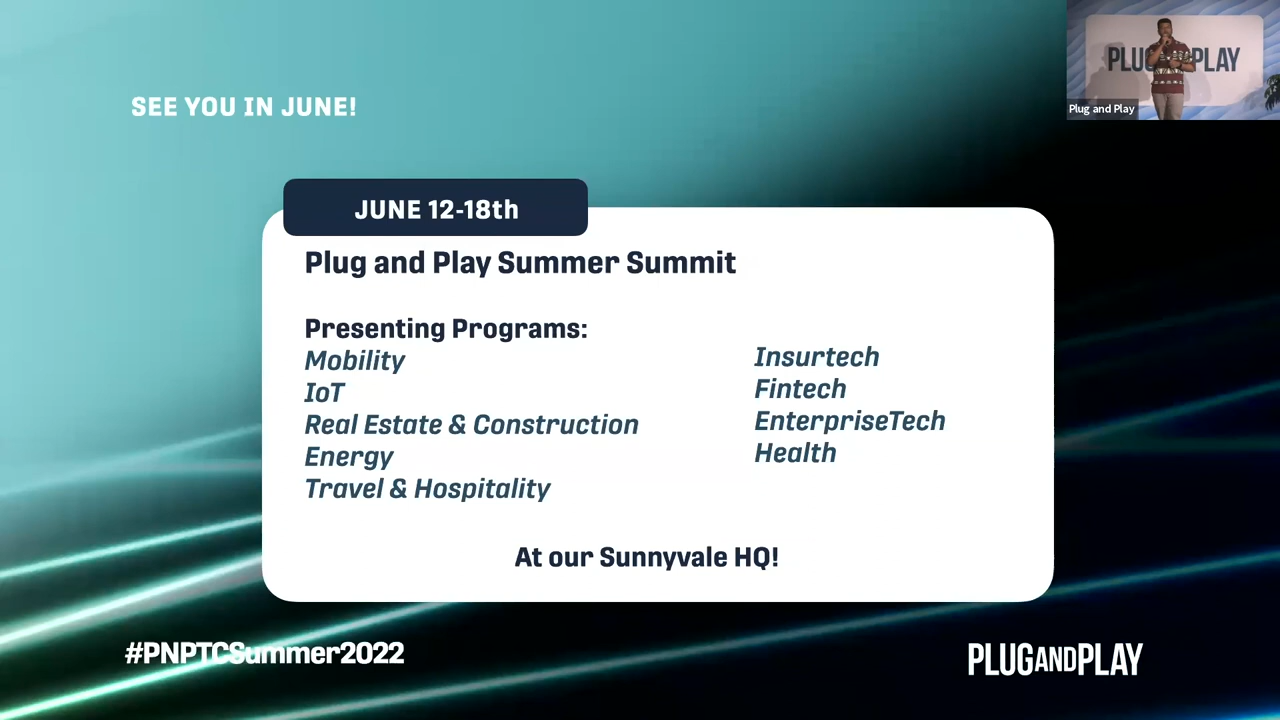 SEE YOU IN JUNE!
PLUG AND PLAY
Plug and Play
JUNE 12-18th
Plug and Play Summer Summit
Presenting Programs:
Mobility
IoT
Real Estate & Construction
Energy
Travel & Hospitality
Insurtech
Fintech
EnterpriseTech
Health
At our Sunnyvale HQ!
#PNPTCSummer2022
PLUGANDPLAY